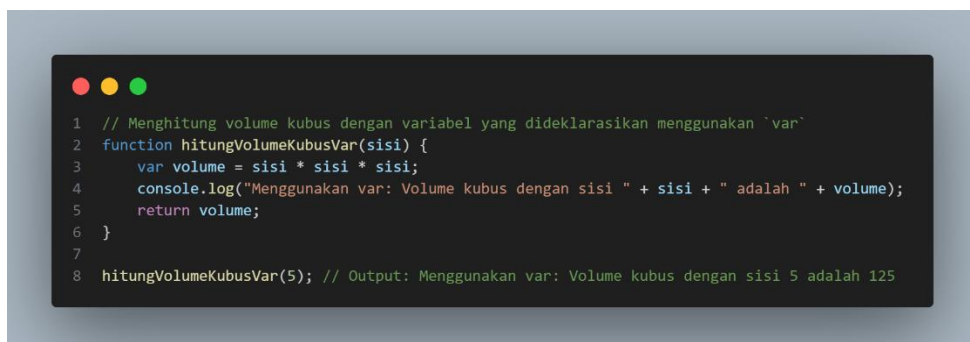 1 // Menghitung volume kubus dengan variabel yang dideklarasikan menggunakan `var`
2 function hitungVolumeKubusVar(sisi) {
3     var volume = sisi * sisi * sisi;
4     console.log("Menggunakan var: Volume kubus dengan sisi " + sisi + " adalah " + volume);
5     return volume;
6 }
7
8 hitungVolumeKubusVar(5); // Output: Menggunakan var: Volume kubus dengan sisi 5 adalah 125